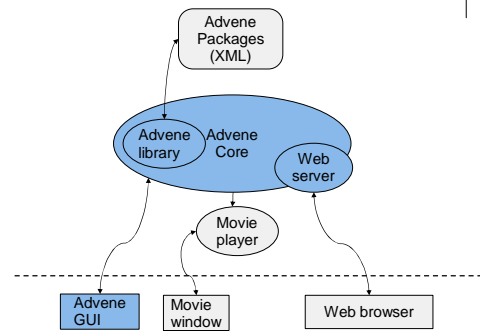 Advene
Packages
(XML)
Advene
library
Advene
Core
Web
server
Movie
player
Advene
GUI
Movie
window
Web browser